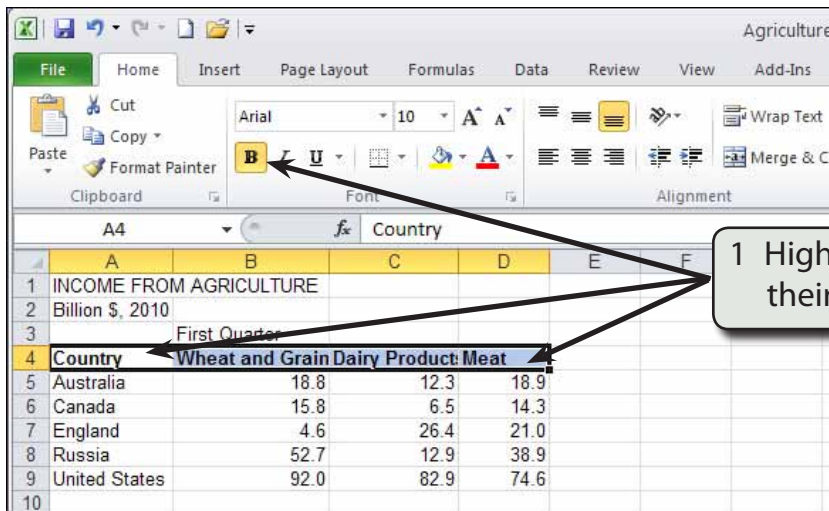 Agriculture
File Home Insert Page Layout Formulas Data Review View Add-Ins
Cut
Copy
Paste
Format Painter
Arial 10 A A
B I U A
Wrap Text
Merge & C
Clipboard Font Alignment
A4 fx Country
A B C D E F
1 INCOME FROM AGRICULTURE
2 Billion $, 2010
3 First Quarter
4 Country Wheat and Grain Dairy Product Meat
5 Australia 18.8 12.3 18.9
6 Canada 15.8 6.5 14.3
7 England 4.6 26.4 21.0
8 Russia 52.7 12.9 38.9
9 United States 92.0 82.9 74.6
10
1 High
their